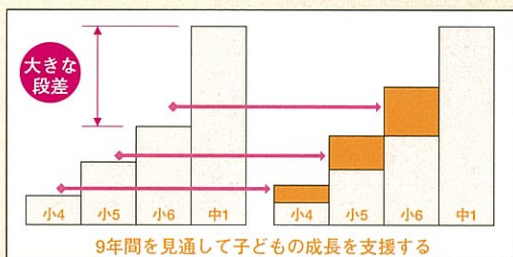 大きな
段差
小4 小5 小6 中1 小4 小5 小6 中1
9年間を見通して子どもの成長を支援する